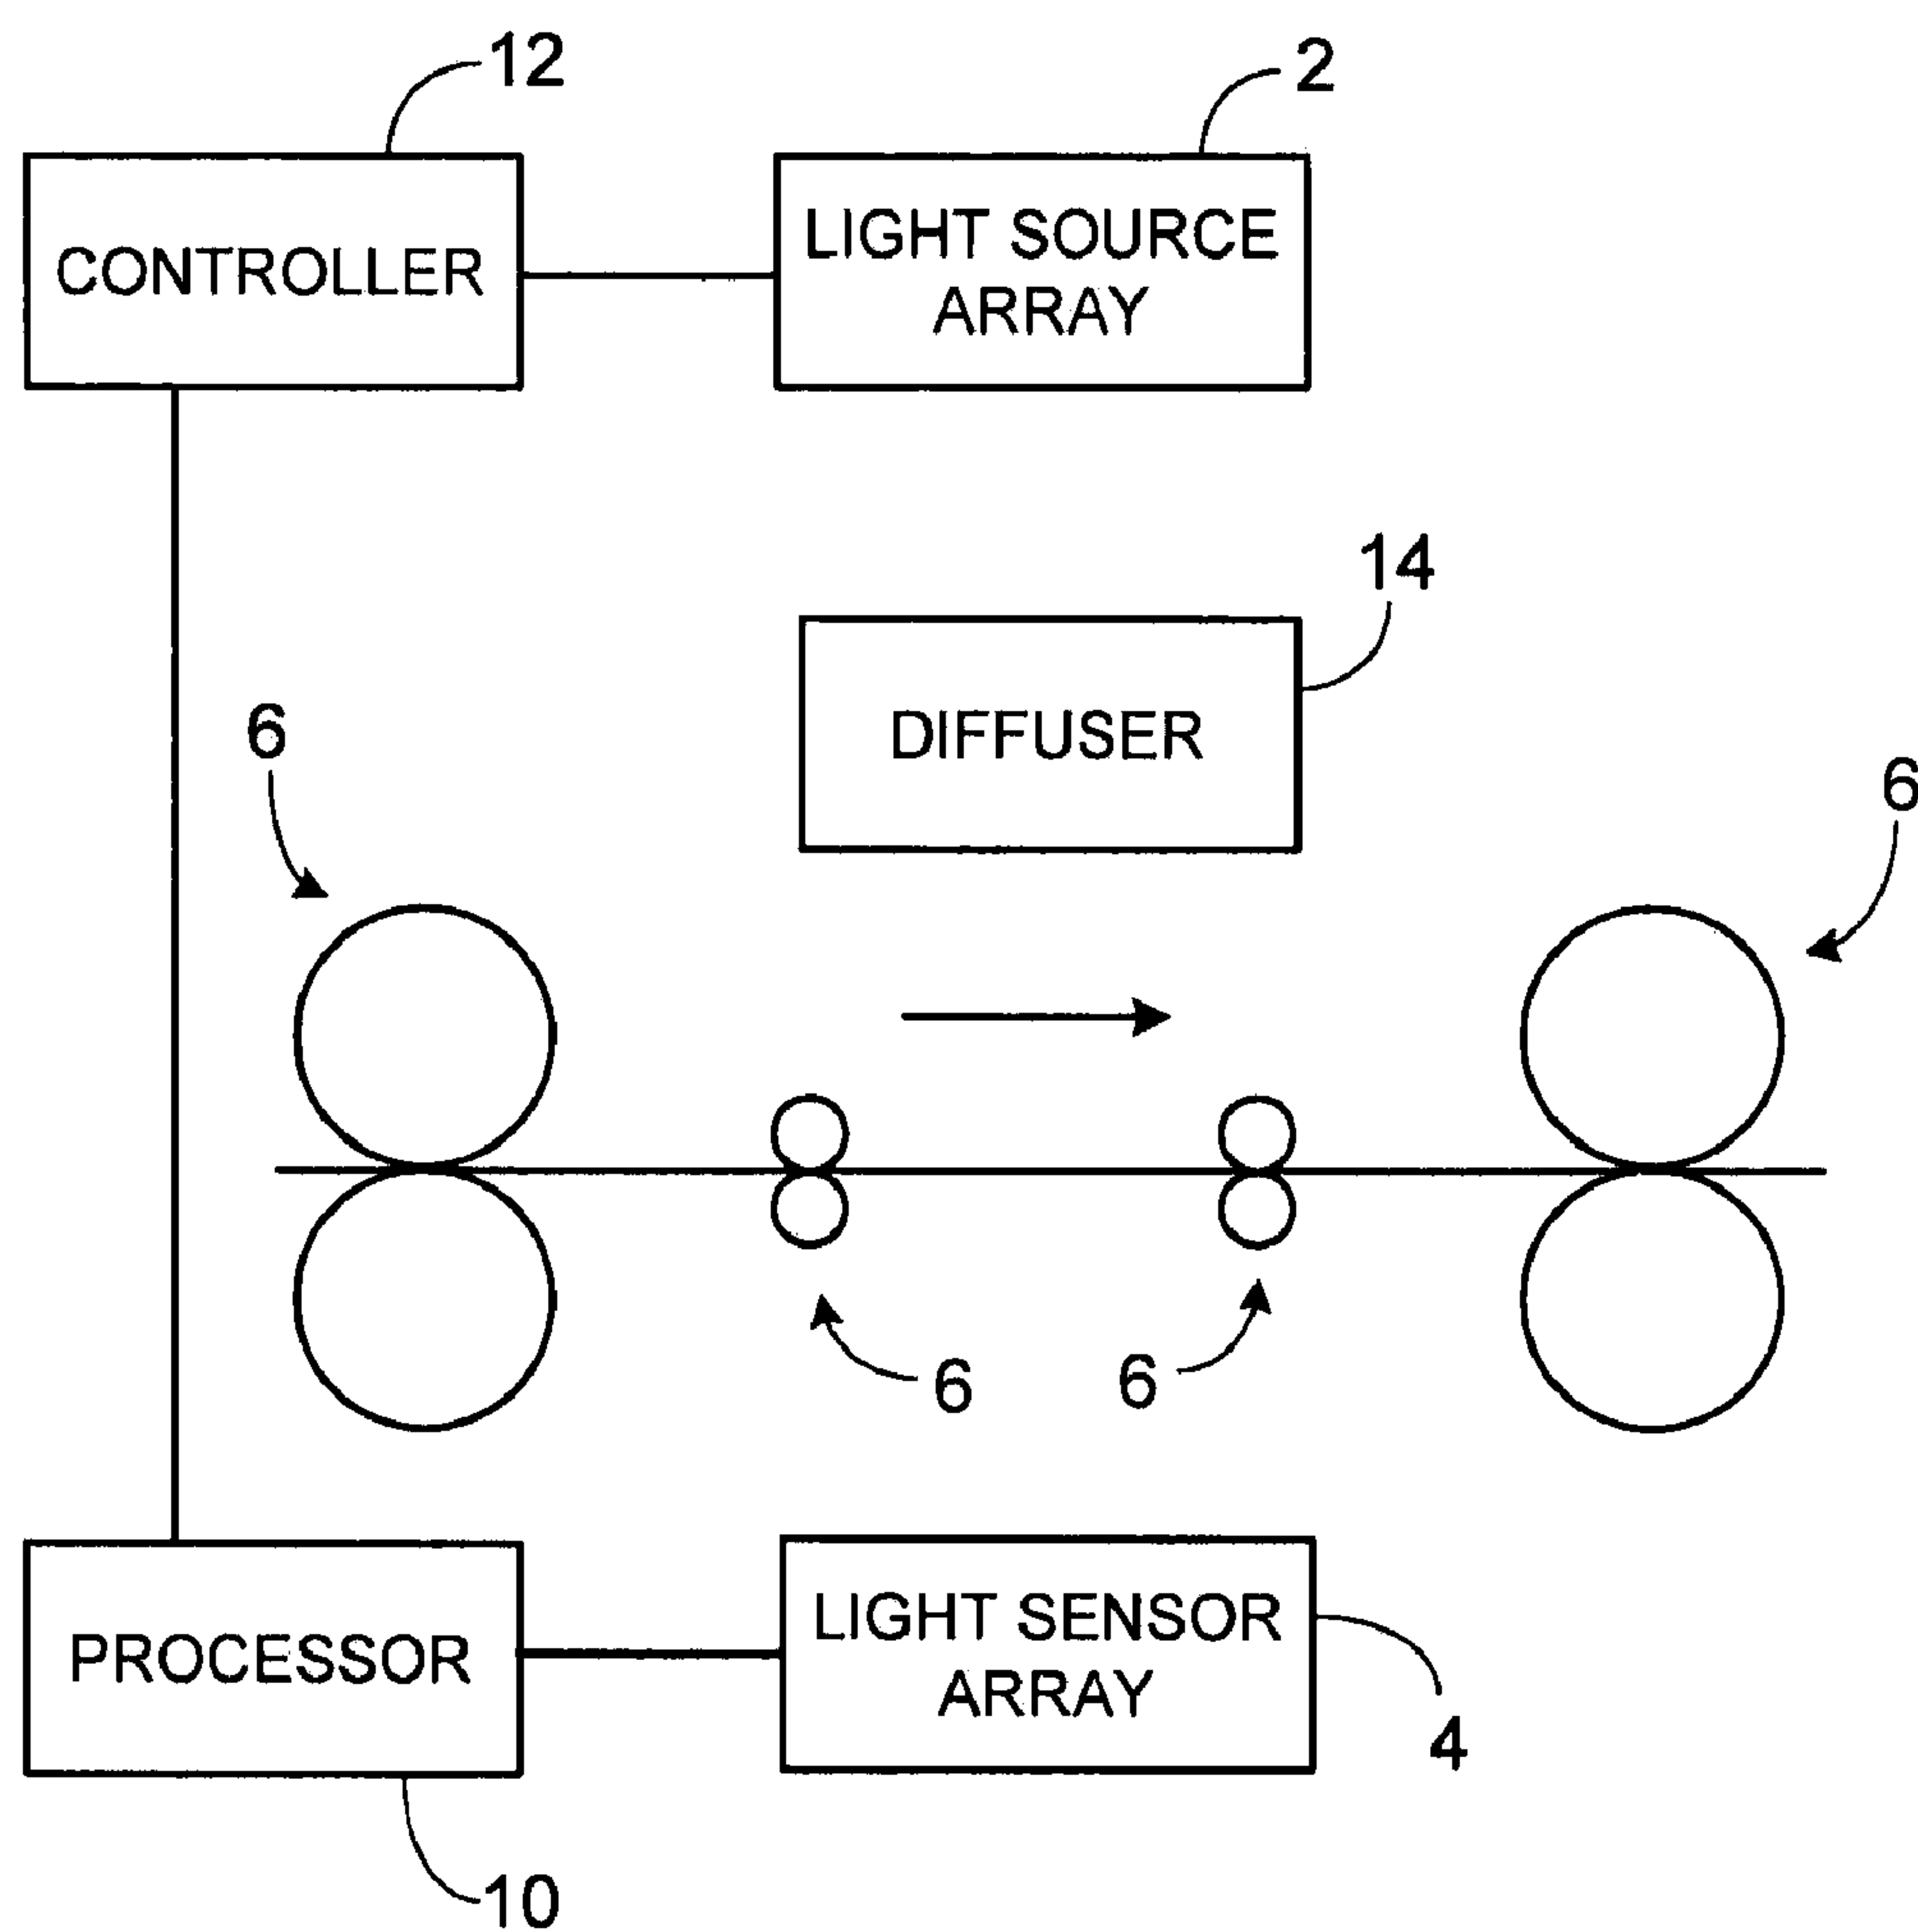 12
2
CONTROLLER
LIGHT SOURCE
ARRAY
14
DIFFUSER
6
6
6
6
PROCESSOR
LIGHT SENSOR
ARRAY
4
10